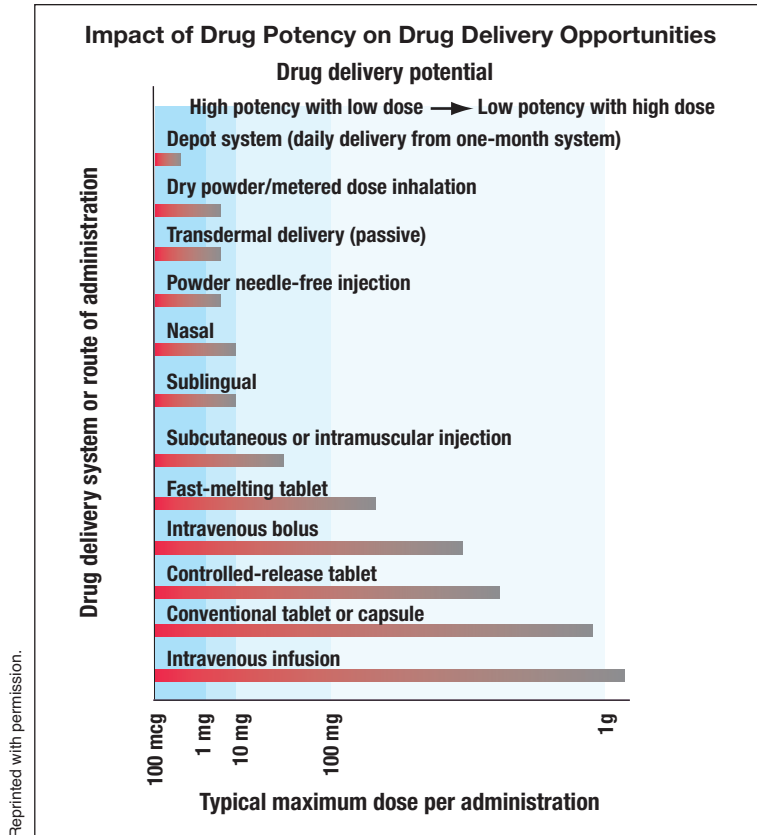 Impact of Drug Potency on Drug Delivery Opportunities
Drug delivery potential
High potency with low dose → Low potency with high dose
Depot system (daily delivery from one-month system)
Dry powder/metered dose inhalation
Transdermal delivery (passive)
Powder needle-free injection
Nasal
Sublingual
Subcutaneous or intramuscular injection
Fast-melting tablet
Intravenous bolus
Controlled-release tablet
Conventional tablet or capsule
Intravenous infusion
Drug delivery system or route of administration
100 mcg
1 mg
10 mg
100 mg
1g
Typical maximum dose per administration
Reprinted with permission.